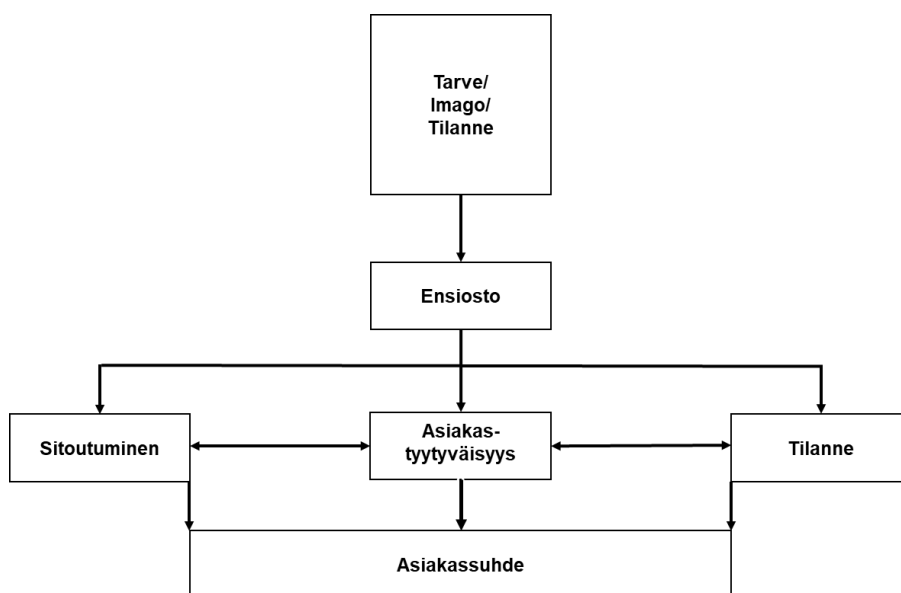 Tarve/
Imago/
Tilanne
Ensiosto
Sitoutuminen
Asiakas-
tyytyväisyys
Tilanne
Asiakassuhde